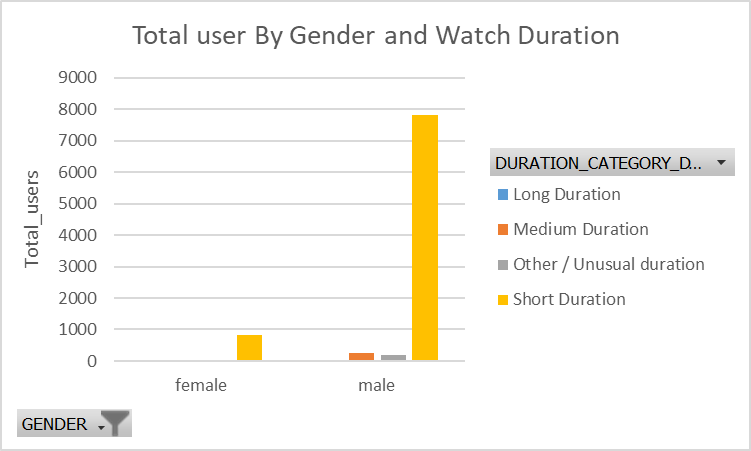 Total user By Gender and Watch Duration
9000
8000
7000
6000
5000
4000
3000
2000
1000
0
Total_users
female
male
DURATION_CATEGORY_D...
Long Duration
Medium Duration
Other / Unusual duration
Short Duration
GENDER